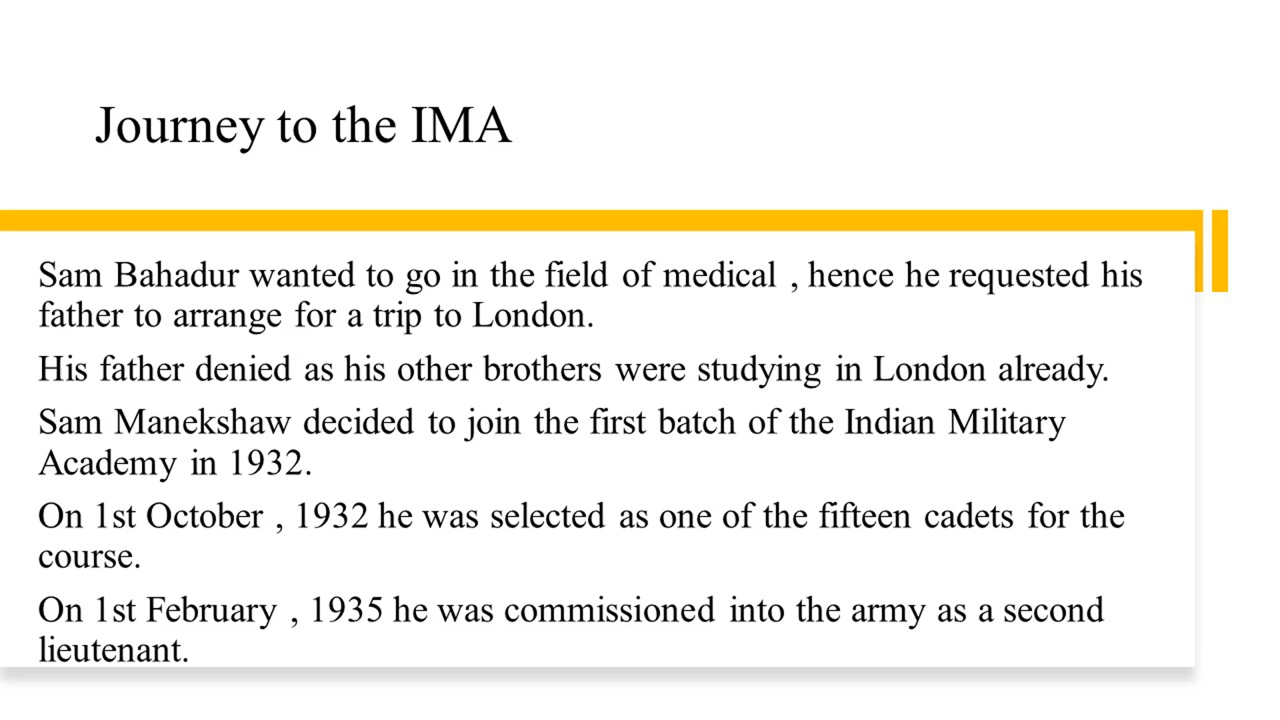 Journey to the IMA
Sam Bahadur wanted to go in the field of medical , hence he requested his
father to arrange for a trip to London.
His father denied as his other brothers were studying in London already.
Sam Manekshaw decided to join the first batch of the Indian Military
Academy in 1932.
On 1st October , 1932 he was selected as one of the fifteen cadets for the
course.
On 1st February , 1935 he was commissioned into the army as a second
lieutenant.